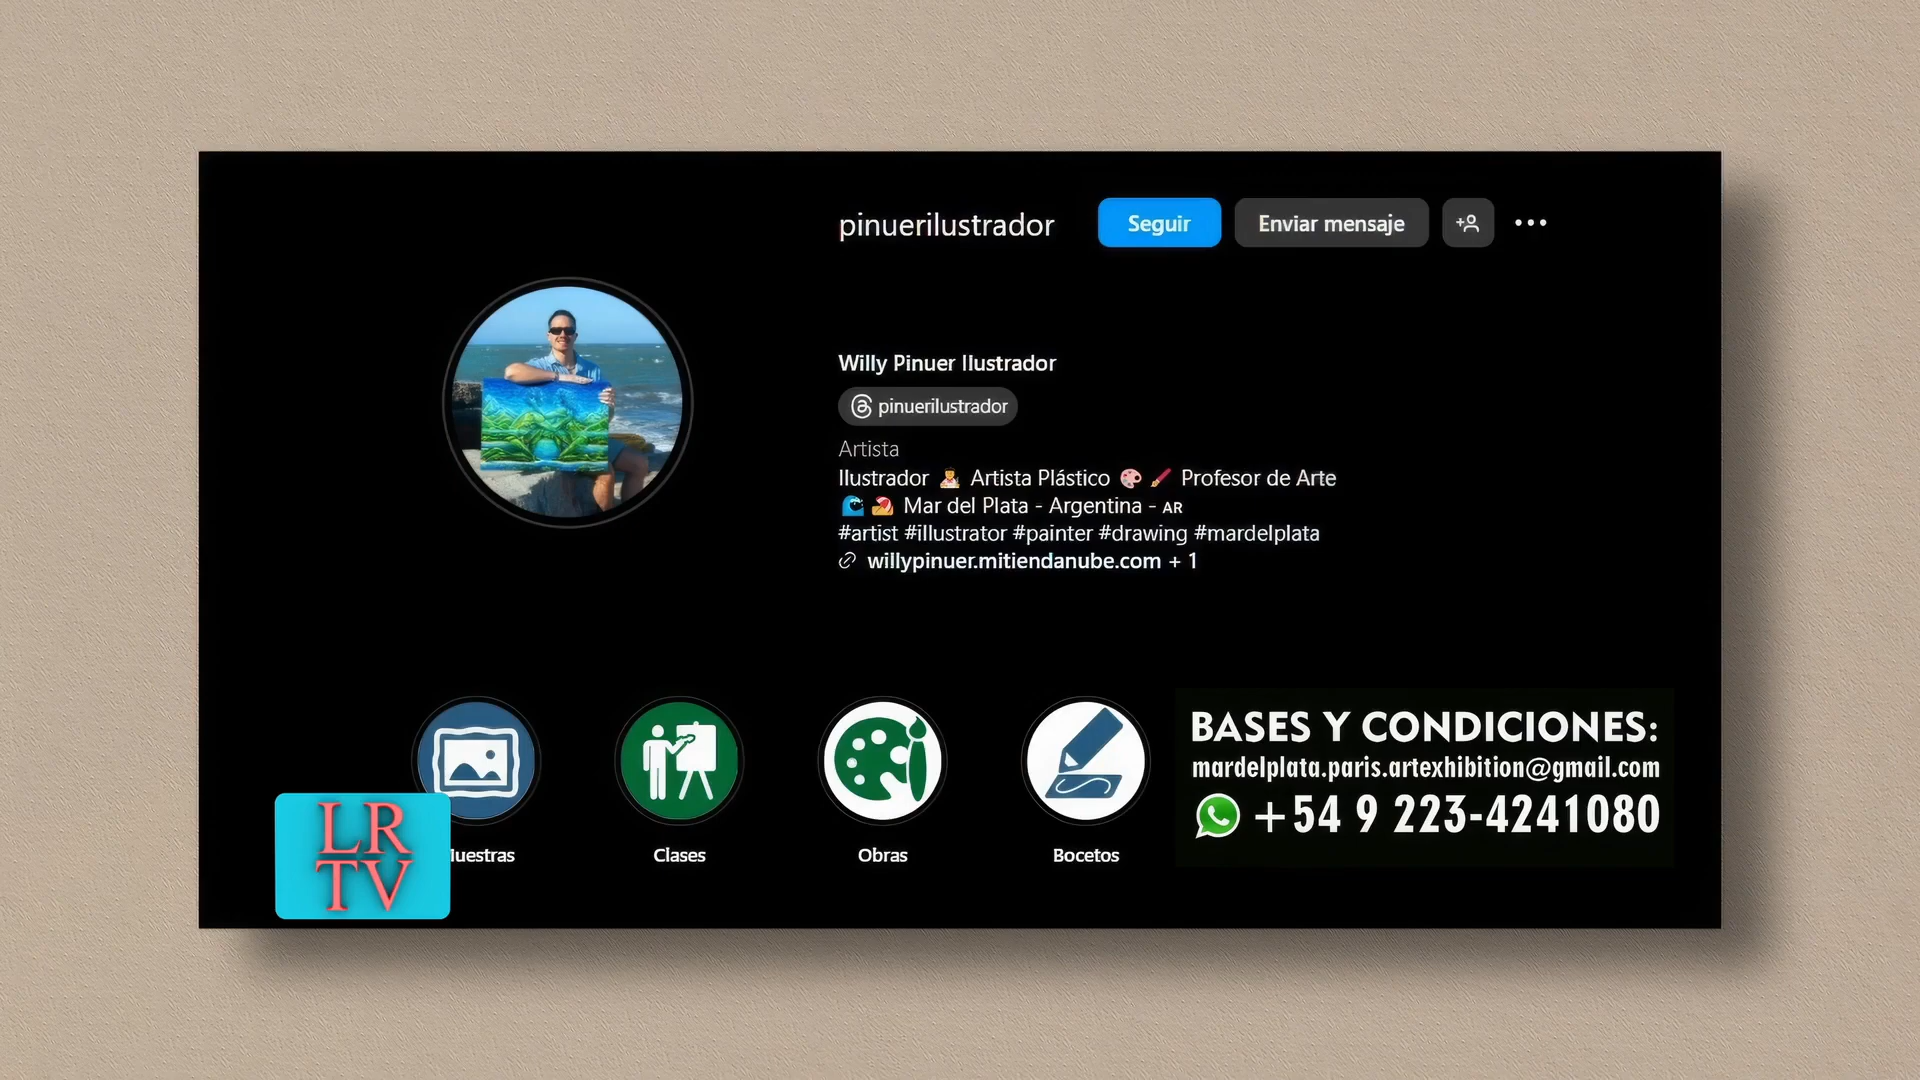 pinuerilustrador
Seguir
Enviar mensaje
Willy Pinuer Ilustrador
pinuerilustrador
Artista
Ilustrador Artista Plástico Profesor de Arte
Mar del Plata - Argentina - AR
#artist #illustrator #painter #drawing #mardelplata
willypinuer.mitiendanube.com + 1
Clases
Obras
Bocetos
BASES Y CONDICIONES:
mardelplata.paris.artexhibition@gmail.com
+54 9 223-4241080
LR
TV